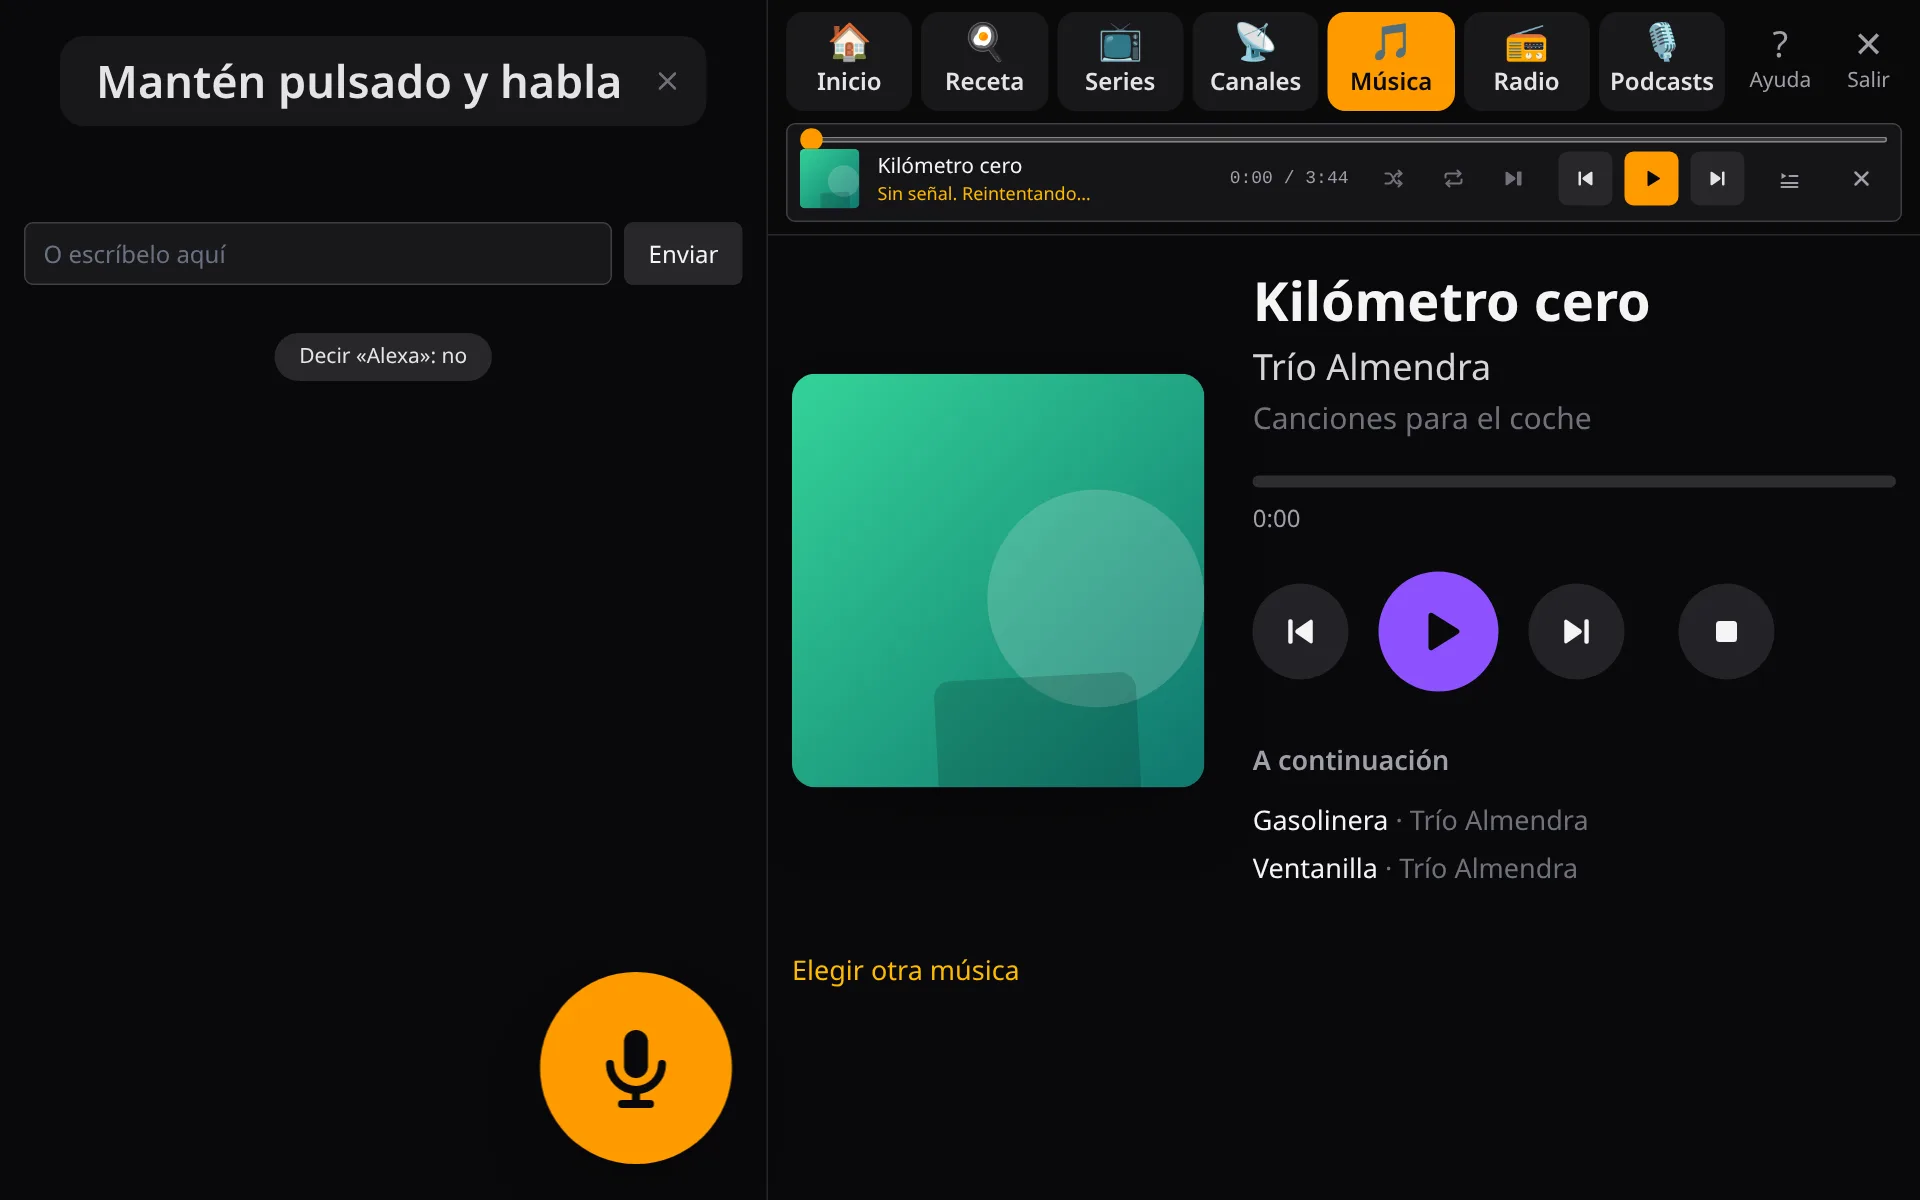 Mantén pulsado y habla
O escríbelo aquí
Enviar
Decir «Alexa»: no
Inicio
Receta
Series
Canales
Música
Radio
Podcasts
?
Ayuda
Salir
Kilómetro cero
Sin señal. Reintentando...
0:00 / 3:44
Kilómetro cero
Trío Almendra
Canciones para el coche
0:00
A continuación
Gasolinera · Trío Almendra
Ventanilla · Trío Almendra
Elegir otra música